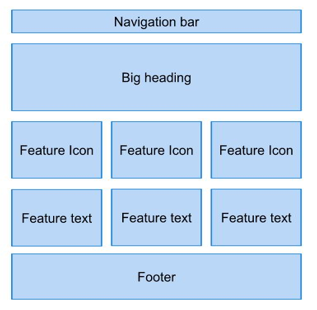 Navigation bar
Big heading
Feature Icon Feature Icon Feature Icon
Feature text Feature text Feature text
Footer